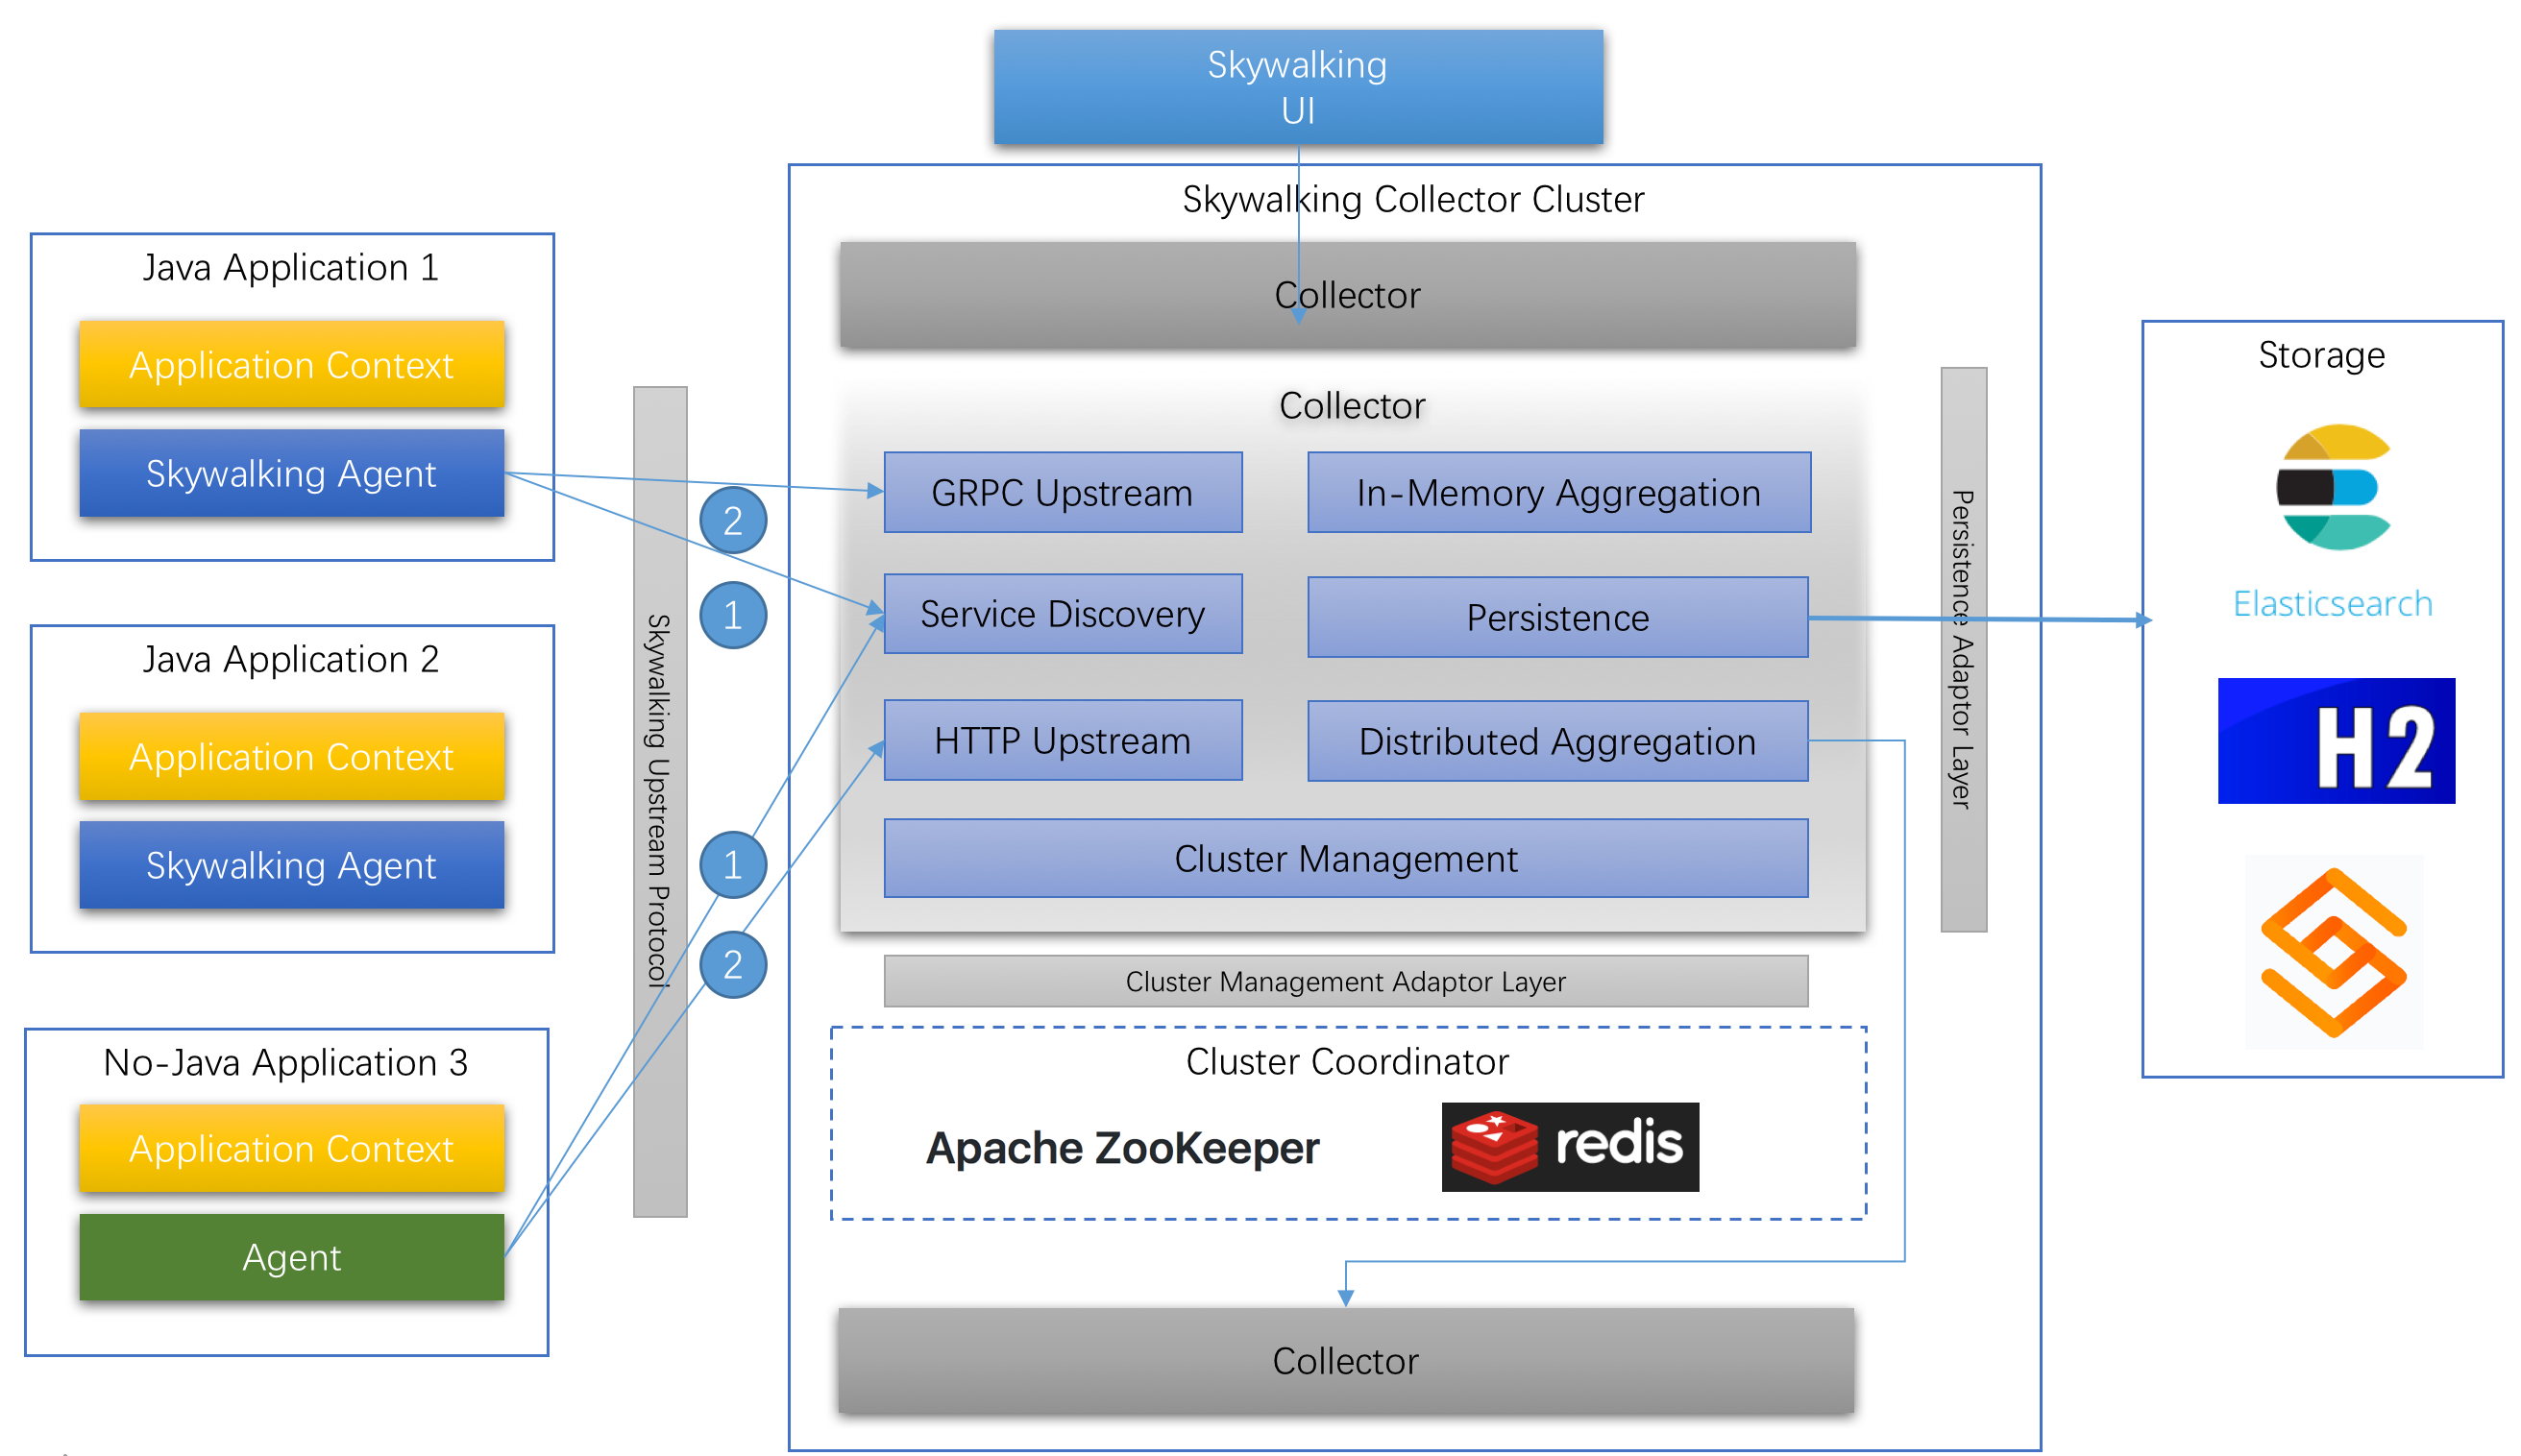 Skywalking
UI
Skywalking Collector Cluster
Collector
Java Application 1
Application Context
Skywalking Agent
Java Application 2
Application Context
Skywalking Agent
No-Java Application 3
Application Context
Agent
Skywalking Upstream Protocol
2
1
1
2
Collector
GRPC Upstream
In-Memory Aggregation
Service Discovery
Persistence
HTTP Upstream
Distributed Aggregation
Cluster Management
Cluster Management Adaptor Layer
Cluster Coordinator
Apache ZooKeeper
redis
Collector
Persistence Adaptor Layer
Storage
Elasticsearch
H2